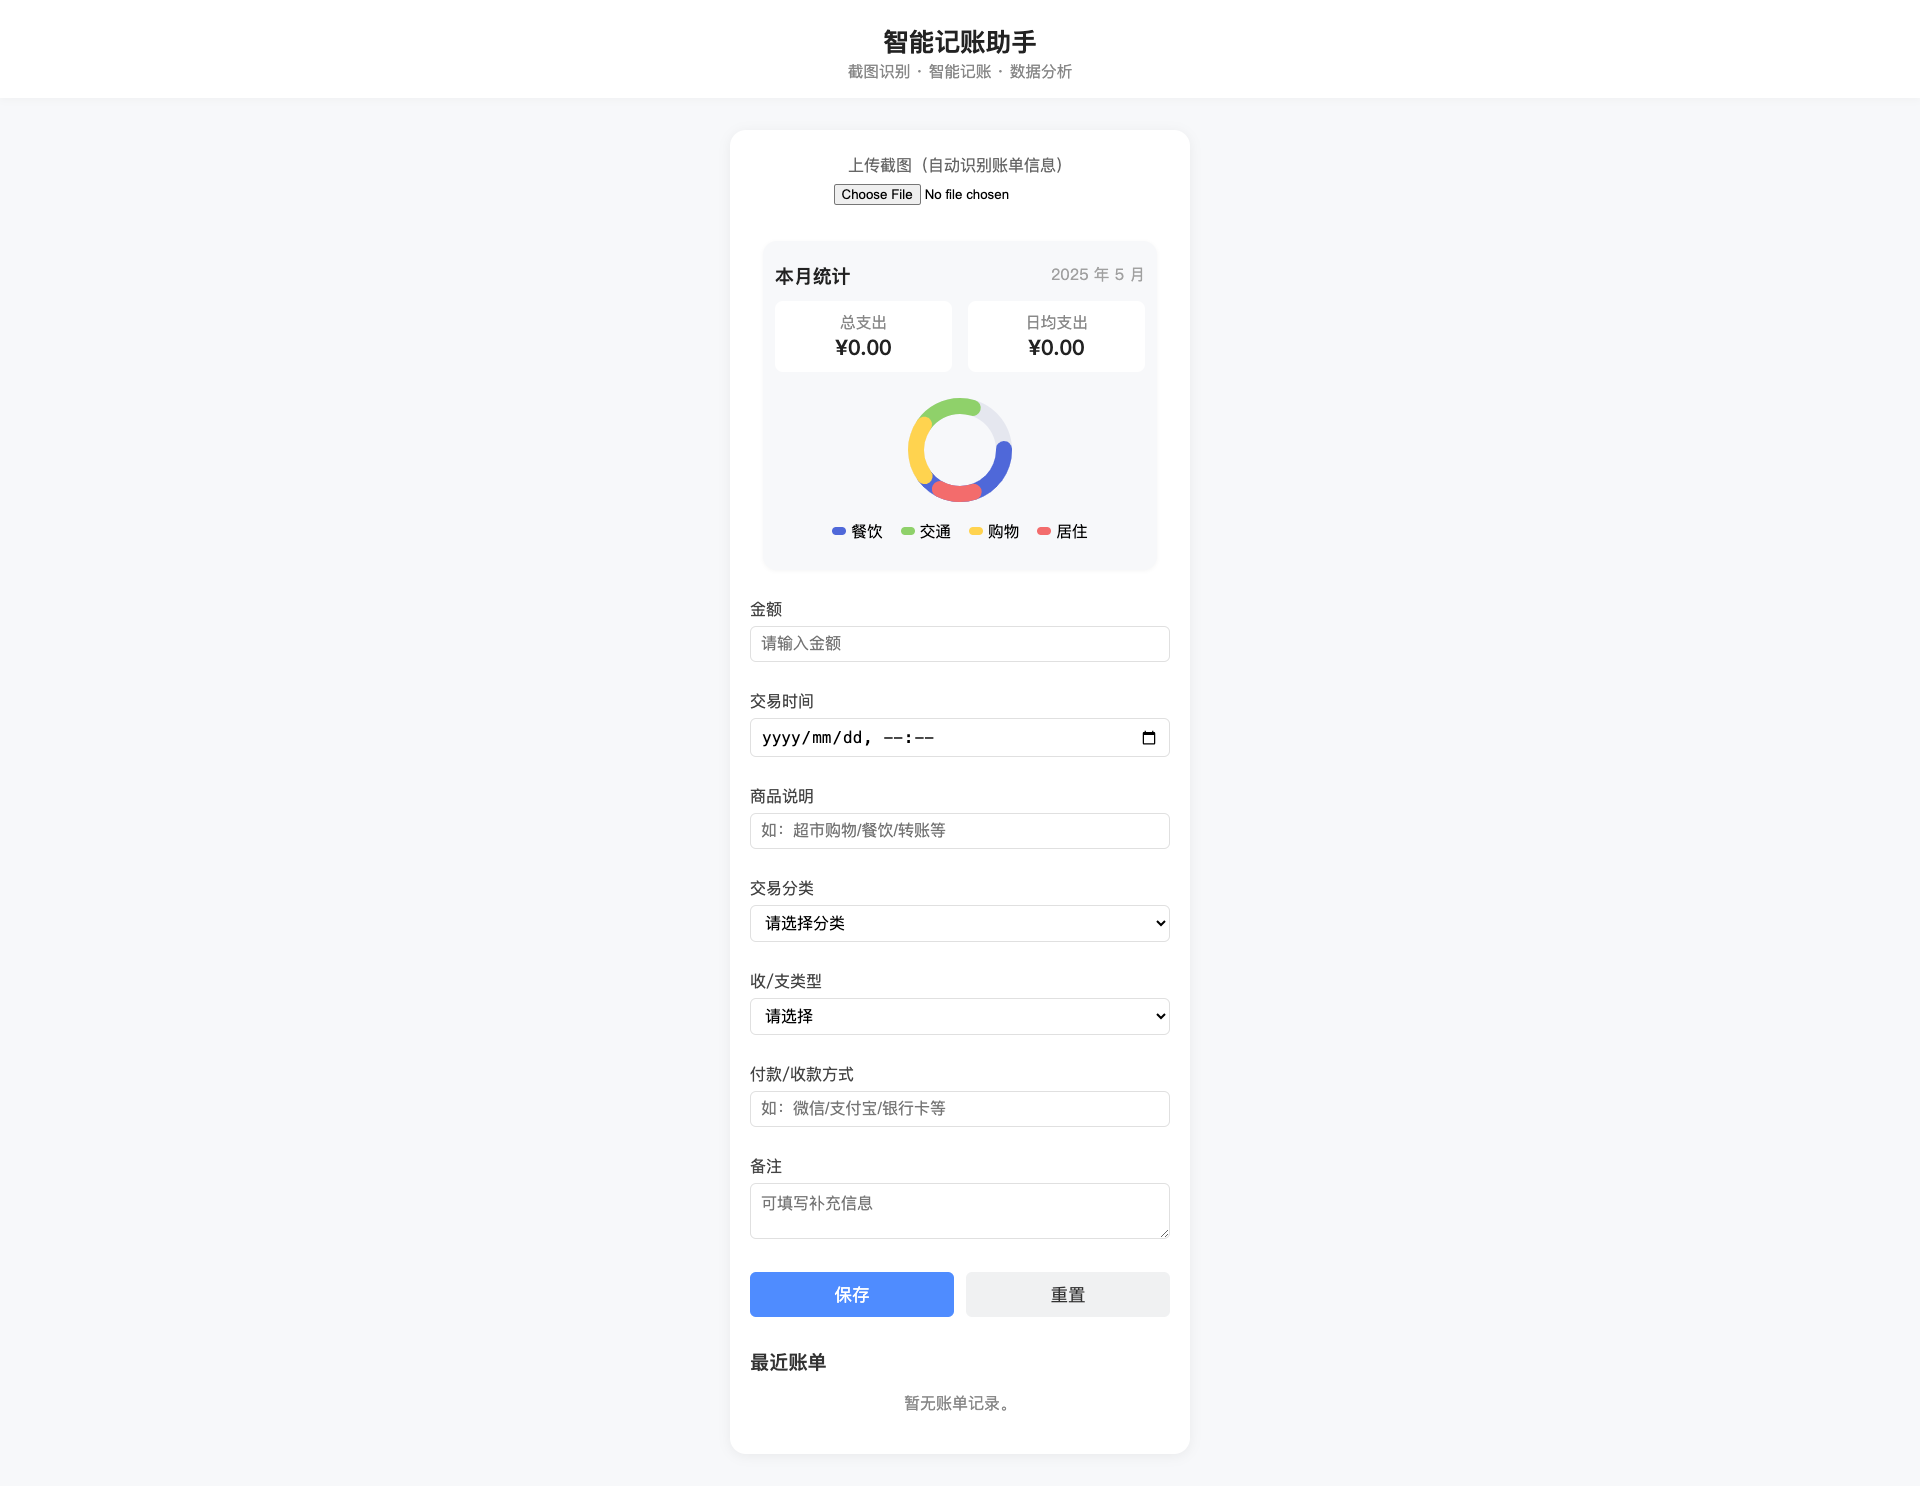 智能记账助手
截图识别 · 智能记账 · 数据分析
上传截图（自动识别账单信息）
Choose File No file chosen
本月统计 2025 年 5 月
总支出 日均支出
¥0.00 ¥0.00
餐饮 交通 购物 居住
金额
请输入金额
交易时间
yyyy/mm/dd, --:--
商品说明
如：超市购物/餐饮/转账等
交易分类
请选择分类
收/支类型
请选择
付款/收款方式
如：微信/支付宝/银行卡等
备注
可填写补充信息
保存 重置
最近账单
暂无账单记录。